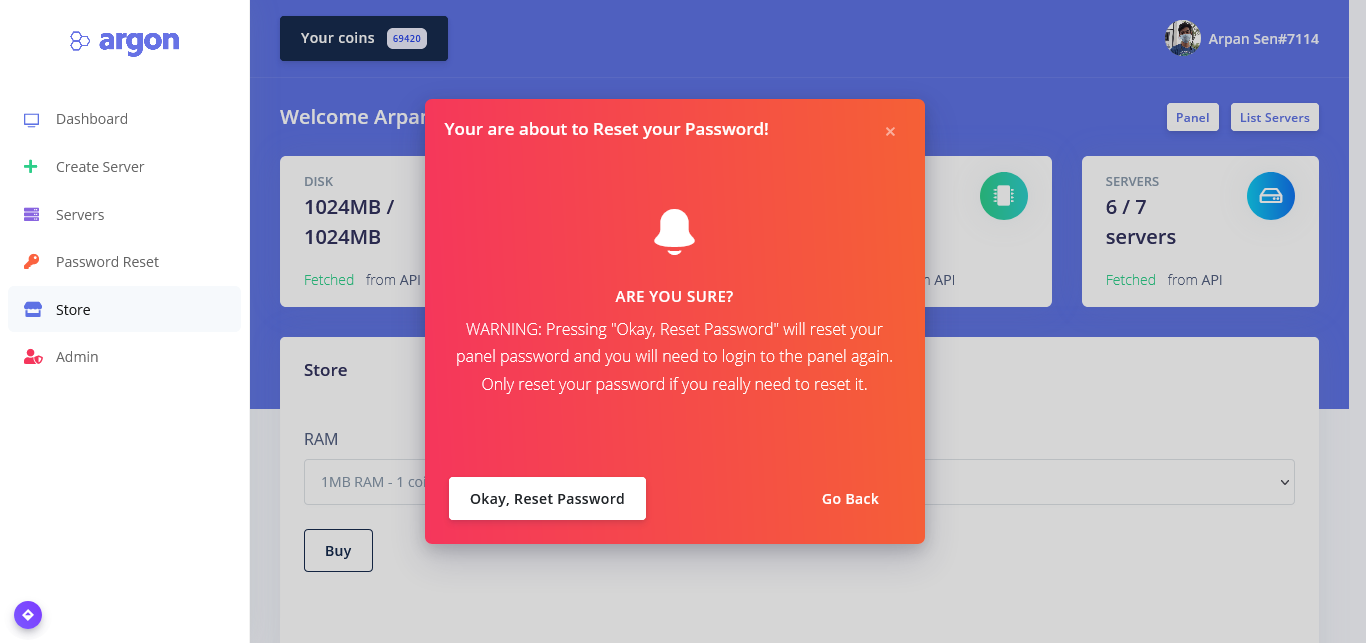 argon
Dashboard
Create Server
Servers
Password Reset
Store
Admin
Your coins 69420
Arpan Sen#7114
Welcome Arpan
Panel
List Servers
DISK
1024MB /
1024MB
Fetched from API
API
SERVERS
6 / 7
servers
Fetched from API
Your are about to Reset your Password!
×
ARE YOU SURE?
WARNING: Pressing "Okay, Reset Password" will reset your
panel password and you will need to login to the panel again.
Only reset your password if you really need to reset it.
Okay, Reset Password
Go Back
Store
RAM
1MB RAM - 1 coi
Buy